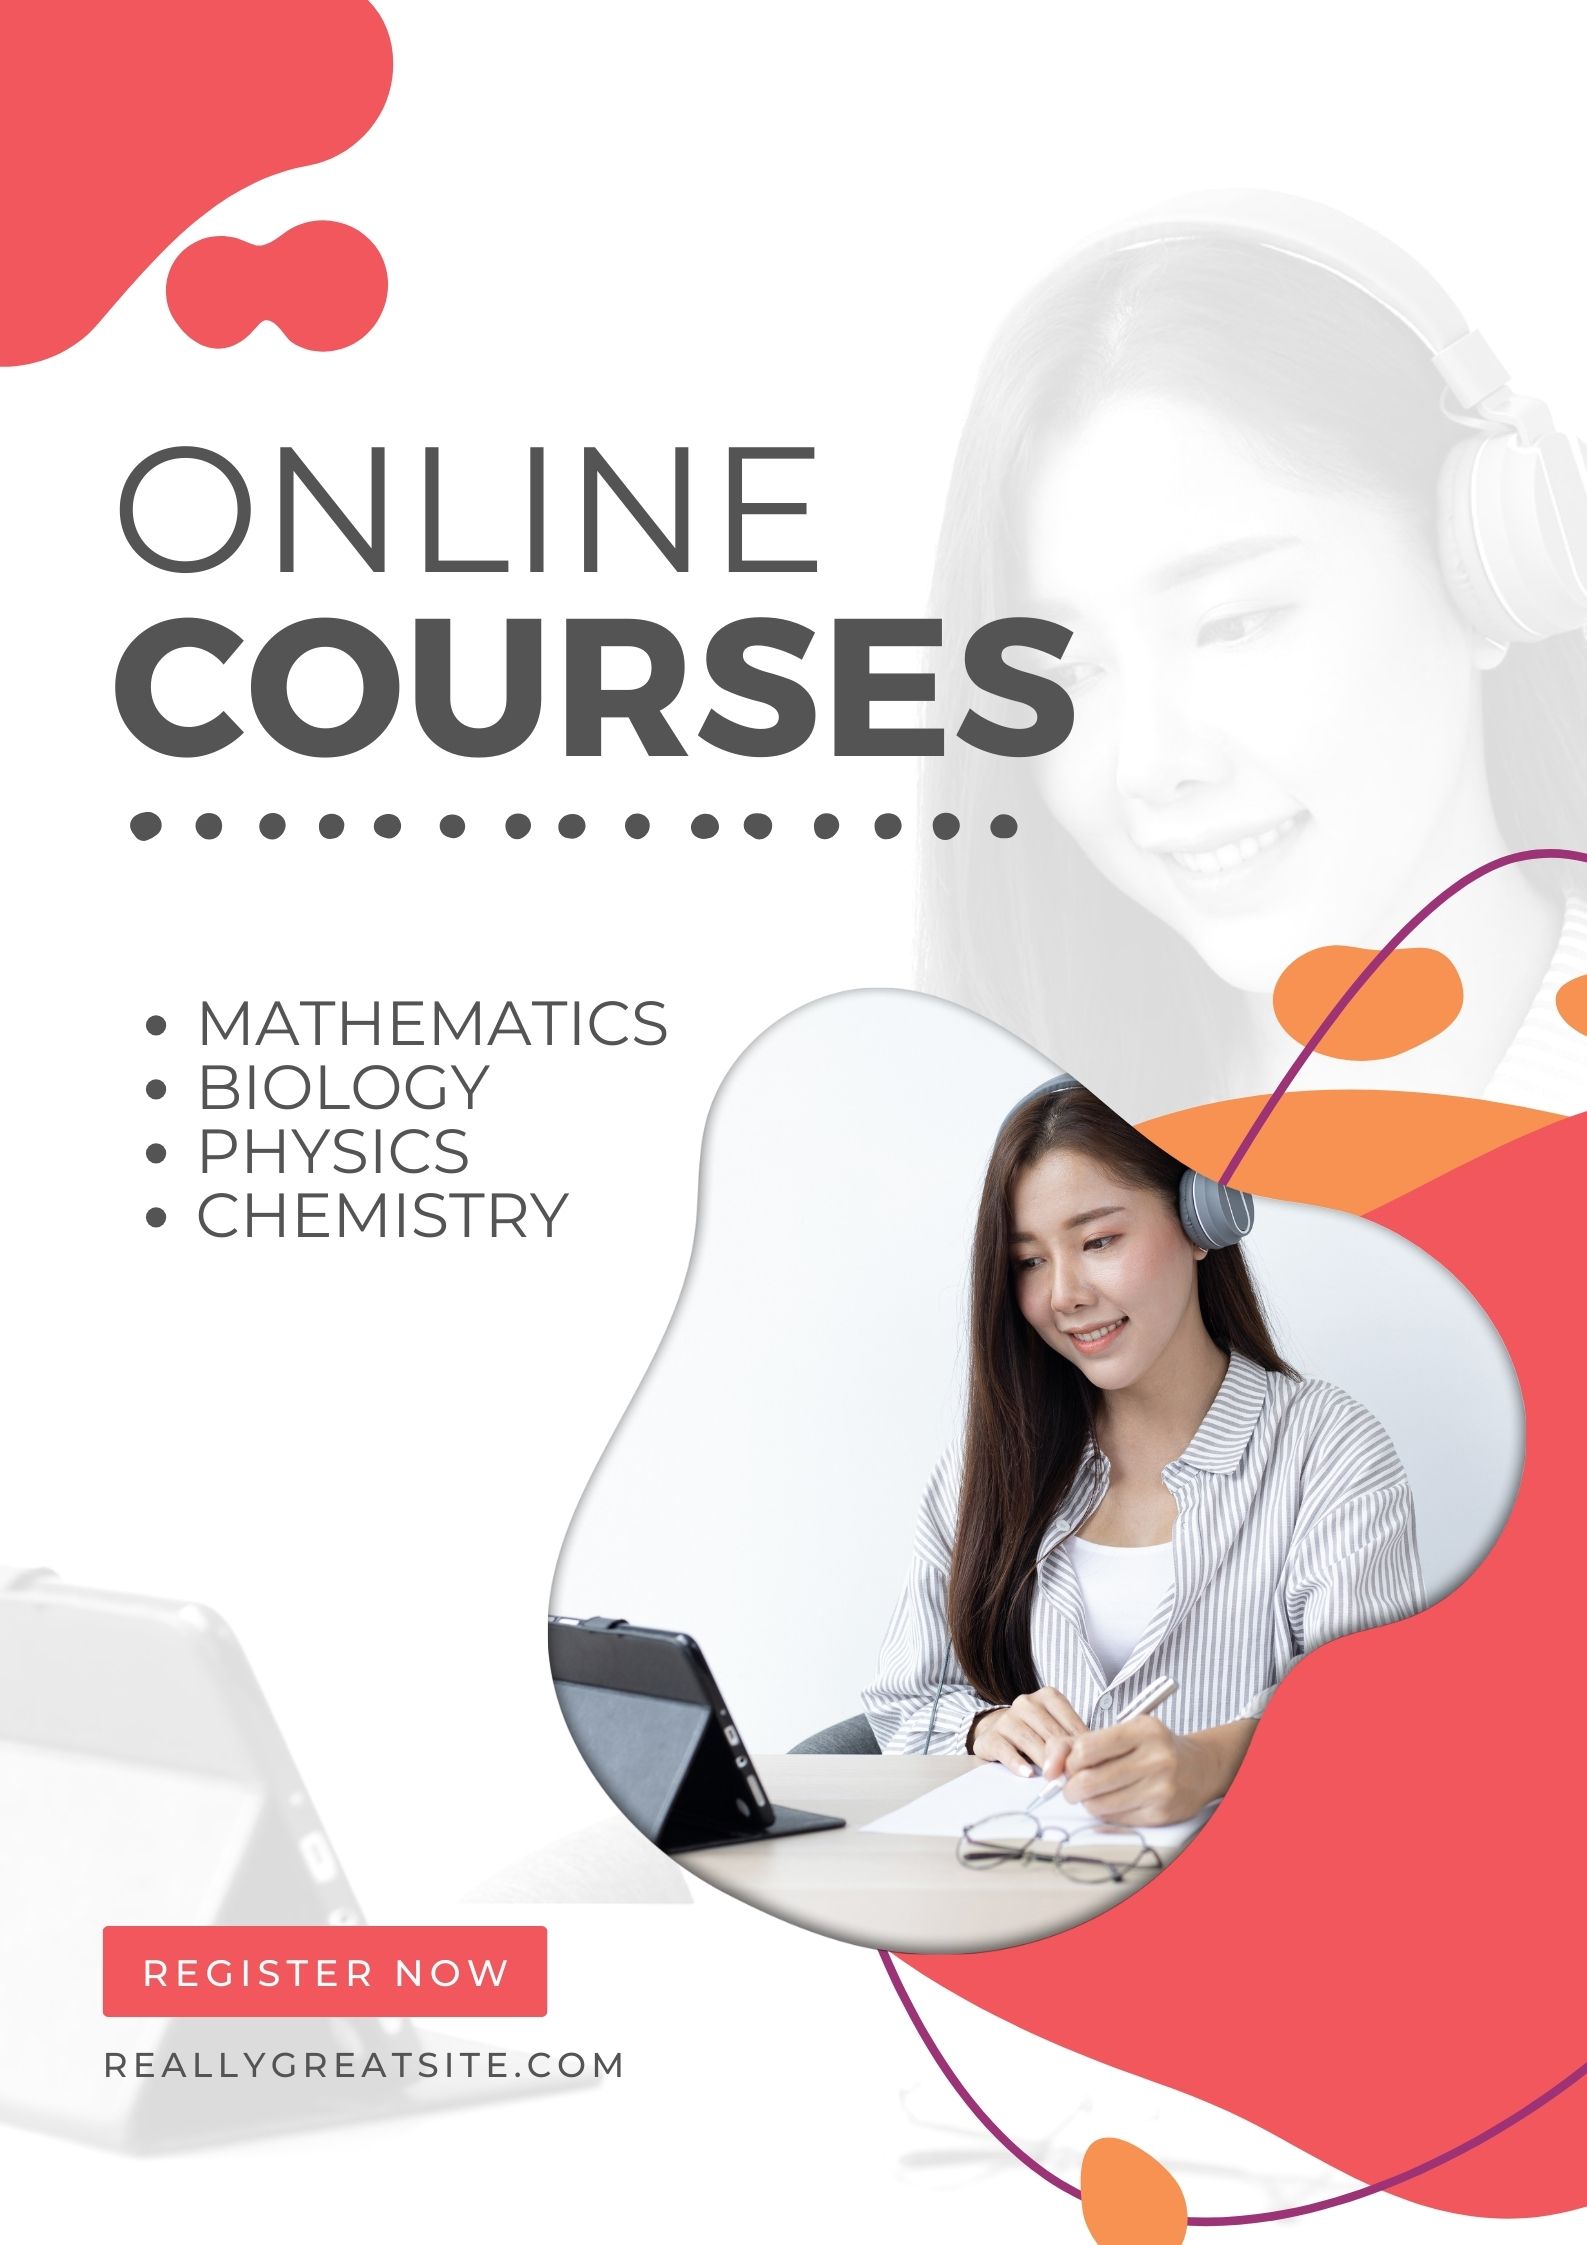 ONLINE
COURSES
• MATHEMATICS
• BIOLOGY
• PHYSICS
• CHEMISTRY
REGISTER NOW
REALLYGREATSITE.COM